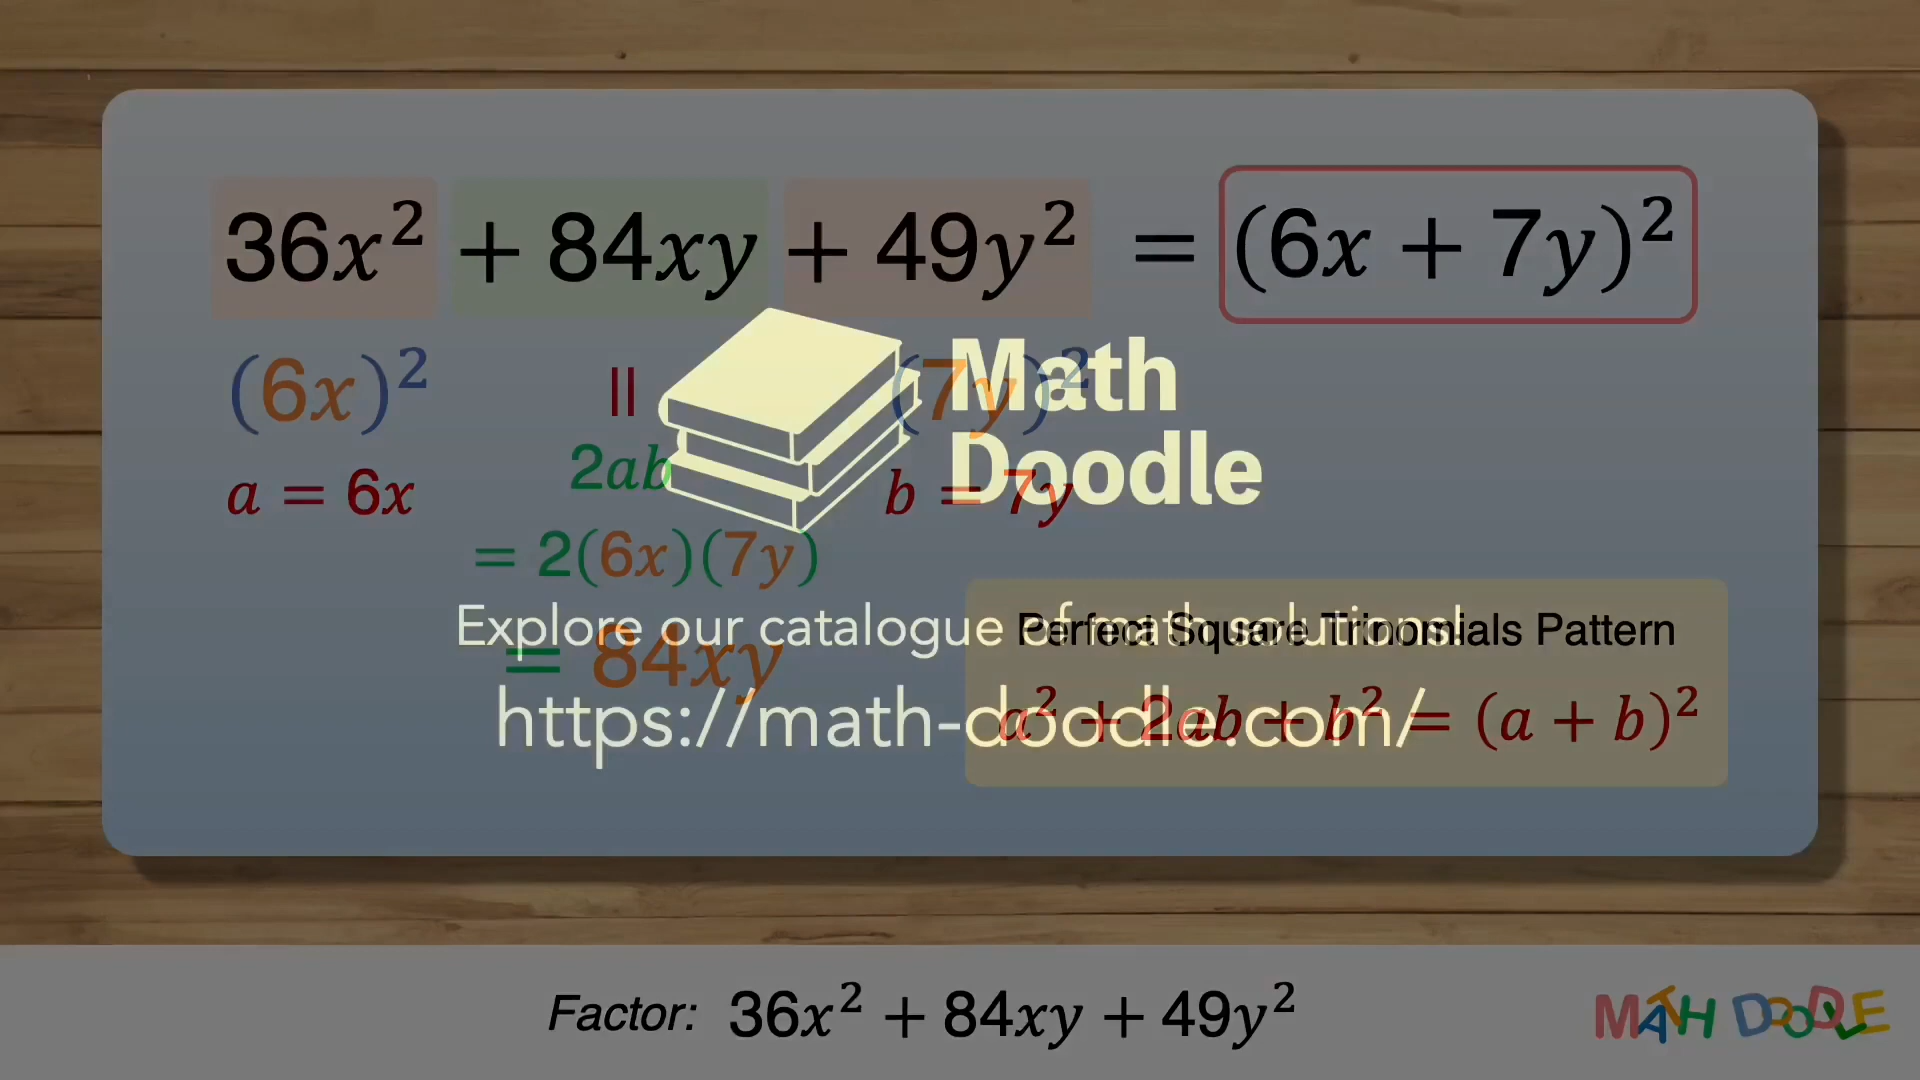 36x² + 84xy + 49y² = (6x + 7y)²
(6x)² || (7y)²
Math
Doodle
2ab
a = 6x b = 7y
= 2(6x)(7y)
Explore our catalogue of math solutions!
Perfect Square Trinomials Pattern
= 84xy
https://math-doodle.com/
a² + 2ab + b² = (a + b)²
Factor: 36x² + 84xy + 49y²
MATH DOODLE